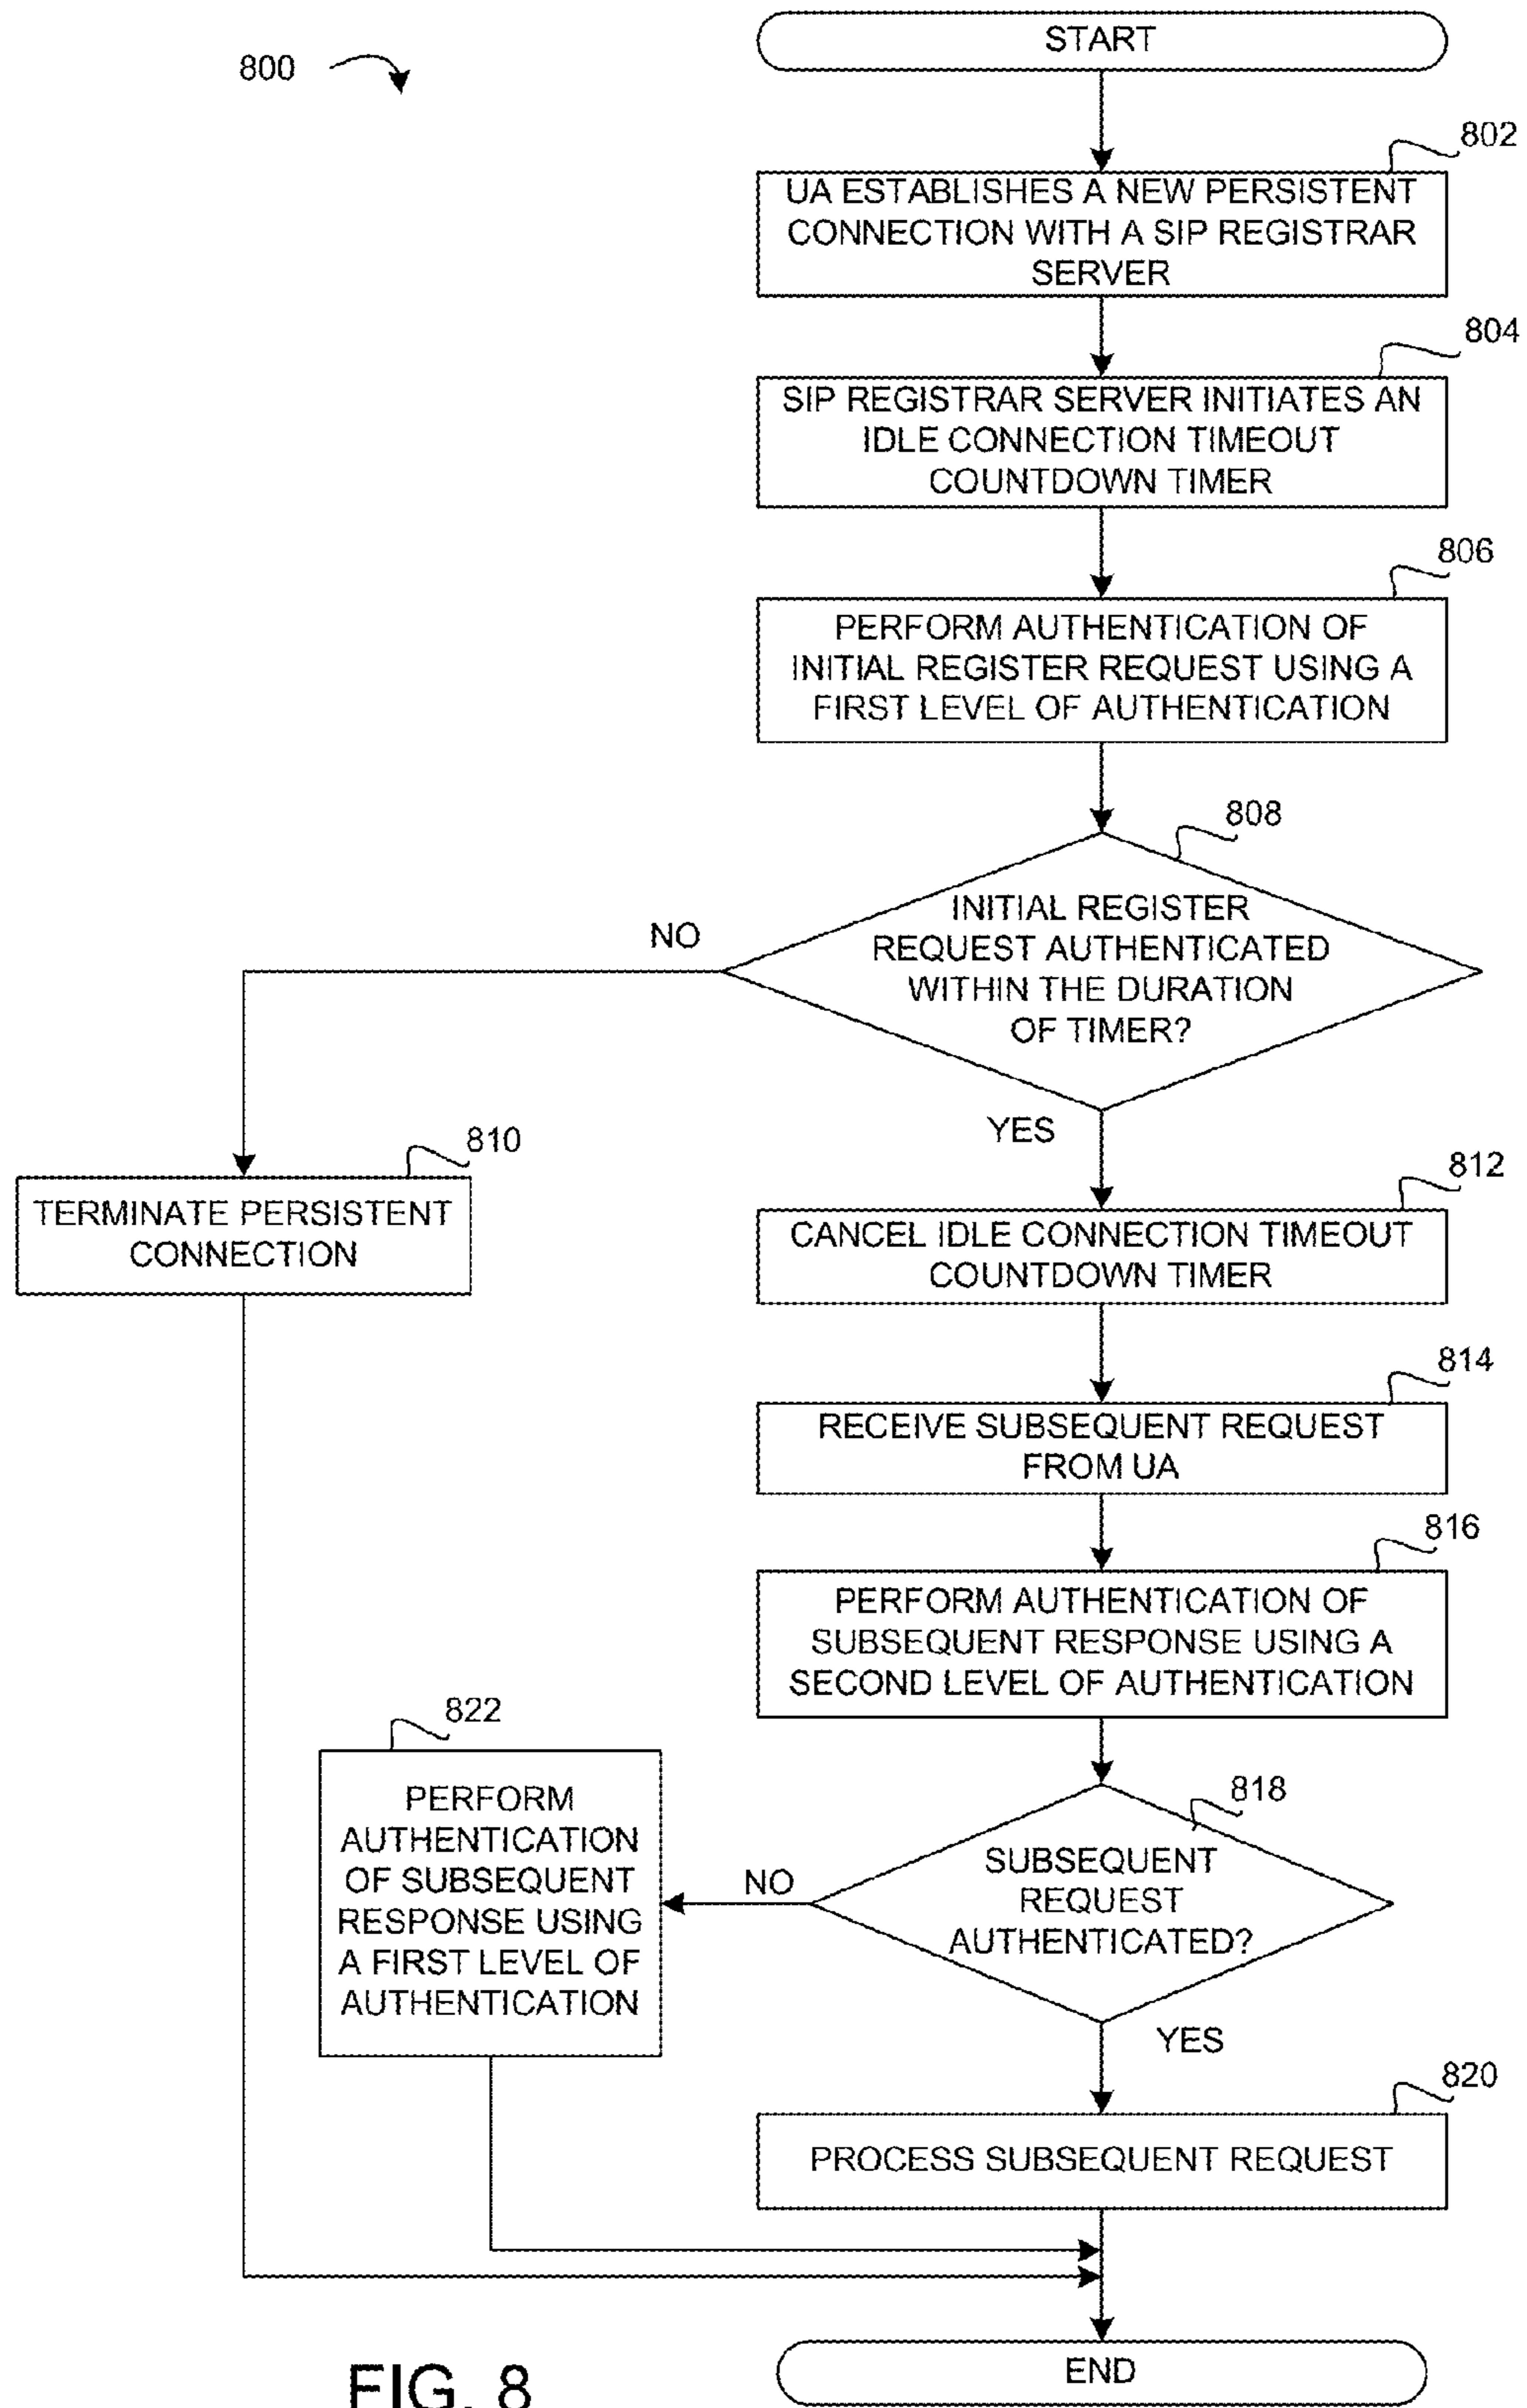 800
START
802
UA ESTABLISHES A NEW PERSISTENT
CONNECTION WITH A SIP REGISTRAR
SERVER
804
SIP REGISTRAR SERVER INITIATES AN
IDLE CONNECTION TIMEOUT
COUNTDOWN TIMER
806
PERFORM AUTHENTICATION OF
INITIAL REGISTER REQUEST USING A
FIRST LEVEL OF AUTHENTICATION
808
INITIAL REGISTER
REQUEST AUTHENTICATED
WITHIN THE DURATION
OF TIMER?
NO
YES
810
TERMINATE PERSISTENT
CONNECTION
812
CANCEL IDLE CONNECTION TIMEOUT
COUNTDOWN TIMER
814
RECEIVE SUBSEQUENT REQUEST
FROM UA
816
PERFORM AUTHENTICATION OF
SUBSEQUENT RESPONSE USING A
SECOND LEVEL OF AUTHENTICATION
818
SUBSEQUENT
REQUEST
AUTHENTICATED?
NO
YES
822
PERFORM
AUTHENTICATION
OF SUBSEQUENT
RESPONSE USING
A FIRST LEVEL OF
AUTHENTICATION
820
PROCESS SUBSEQUENT REQUEST
END
FIG. 8